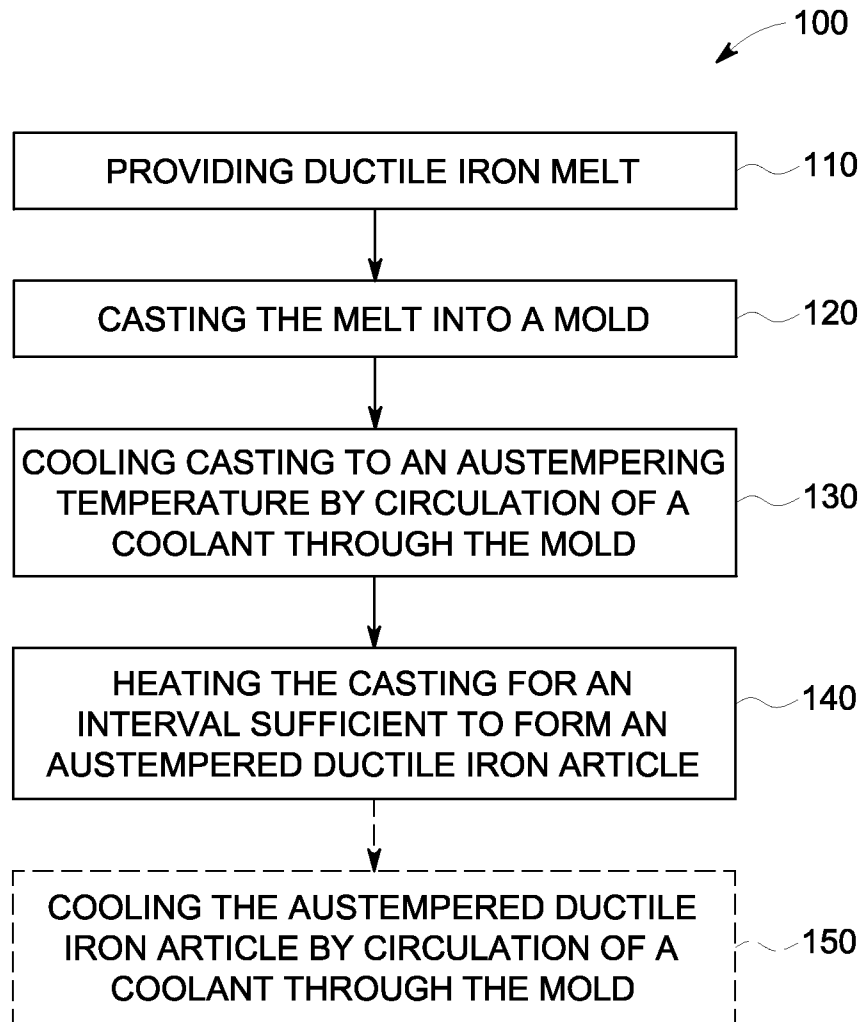 100
PROVIDING DUCTILE IRON MELT
110
CASTING THE MELT INTO A MOLD
120
COOLING CASTING TO AN AUSTEMPERING
TEMPERATURE BY CIRCULATION OF A
COOLANT THROUGH THE MOLD
130
HEATING THE CASTING FOR AN
INTERVAL SUFFICIENT TO FORM AN
AUSTEMPERED DUCTILE IRON ARTICLE
140
COOLING THE AUSTEMPERED DUCTILE
IRON ARTICLE BY CIRCULATION OF A
COOLANT THROUGH THE MOLD
150